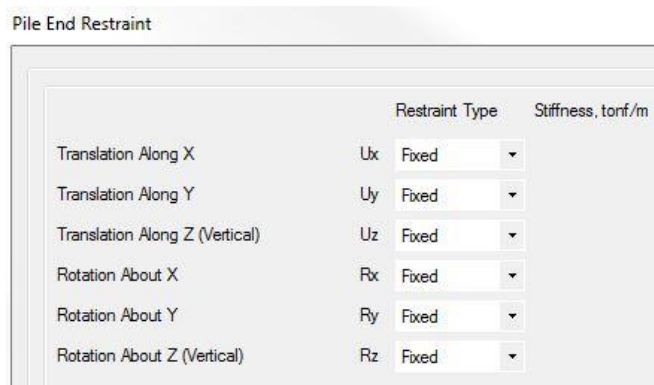 Pile End Restraint
Restraint Type Stiffness, tonf/m
Translation Along X Ux Fixed
Translation Along Y Uy Fixed
Translation Along Z (Vertical) Uz Fixed
Rotation About X Rx Fixed
Rotation About Y Ry Fixed
Rotation About Z (Vertical) Rz Fixed